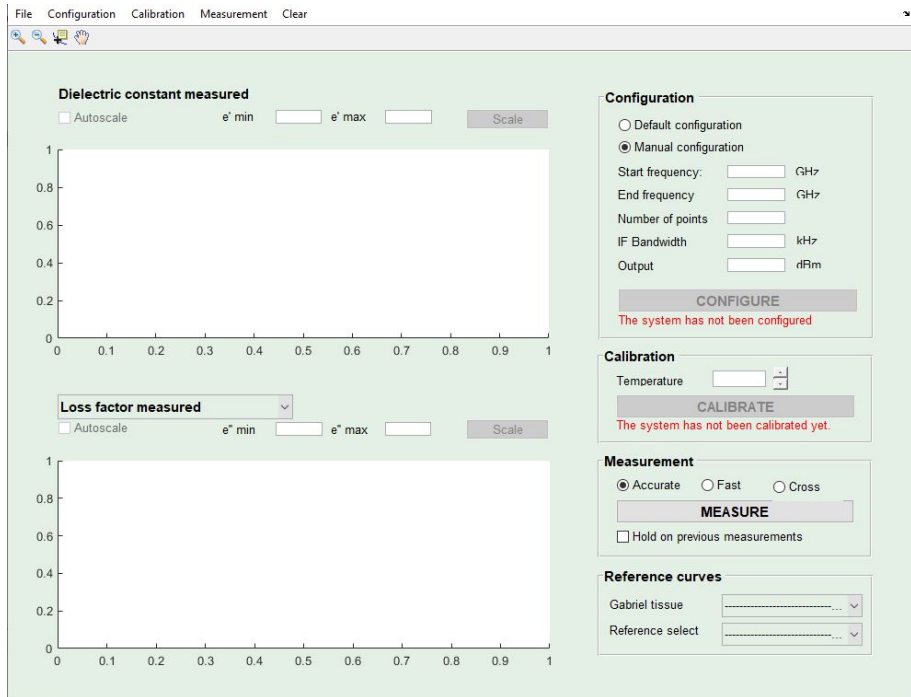 File Configuration Calibration Measurement Clear
Dielectric constant measured
Autoscale e' min e' max Scale
1
0.8
0.6
0.4
0.2
0
0 0.1 0.2 0.3 0.4 0.5 0.6 0.7 0.8 0.9 1
Loss factor measured
Autoscale e'' min e'' max Scale
1
0.8
0.6
0.4
0.2
0
0 0.1 0.2 0.3 0.4 0.5 0.6 0.7 0.8 0.9 1
Configuration
Default configuration
Manual configuration
Start frequency: GHz
End frequency GHz
Number of points
IF Bandwidth kHz
Output dBm
CONFIGURE
The system has not been configured
Calibration
Temperature
CALIBRATE
The system has not been calibrated yet.
Measurement
Accurate Fast Cross
MEASURE
Hold on previous measurements
Reference curves
Gabriel tissue ----------------------------...
Reference select ----------------------------...